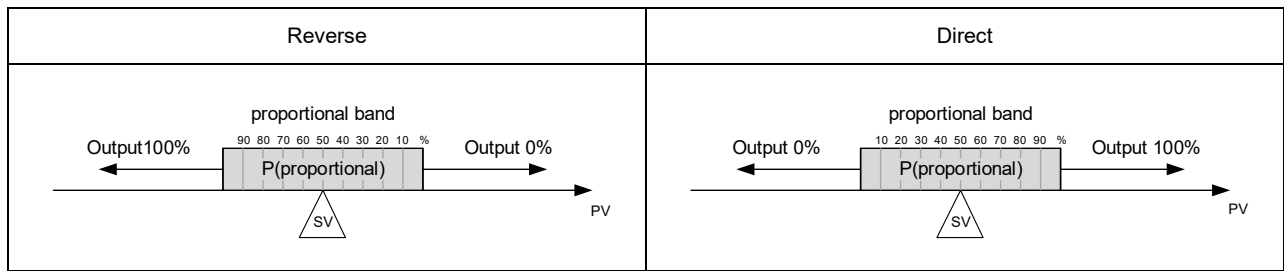 Reverse
Direct
proportional band
90 80 70 60 50 40 30 20 10 %
Output100%
Output 0%
P(proportional)
PV
SV
proportional band
10 20 30 40 50 60 70 80 90 %
Output 0%
Output 100%
P(proportional)
PV
SV